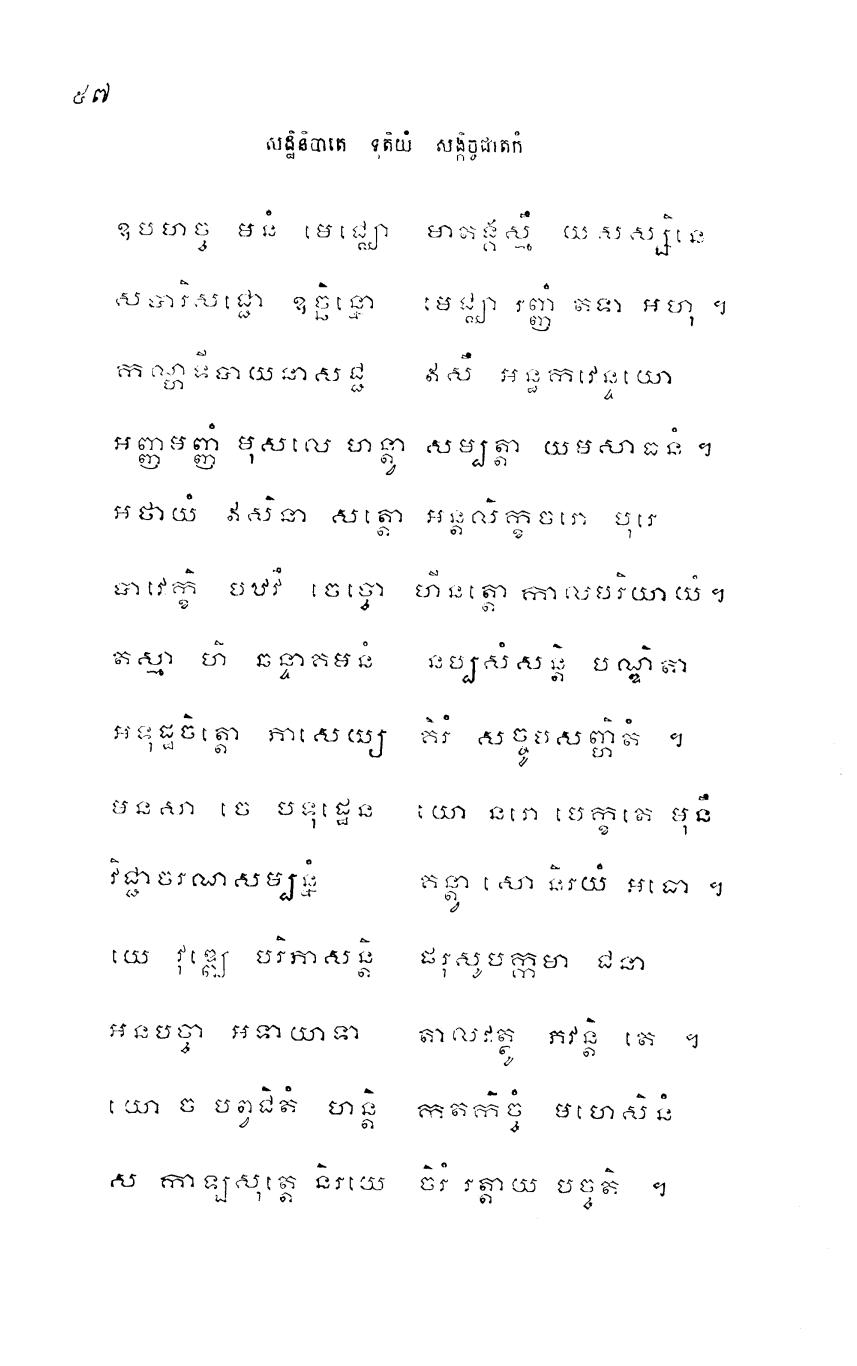 ៥៧
សដ្ឋិនិបាតេ ទុតិយំ សង្កិច្ចជាតកំ
ឧបហច្ច មនំ មេជ្ឈោ មាតង្គស្មឹ យសស្សិនេ
សបារិសជ្ជោ ឧច្ឆិន្នោ មេជ្ឈា រញ្ញំ តទា អហុ ។
កណ្ហទីបាយនាសជ្ជ ឥសឹ អន្ធកវេន្ទយោ
អញ្ញមញ្ញំ មុសលេ ហន្ត្វា សម្បត្តា យមសាធនំ ។
អថាយំ ឥសិនា សត្តោ អន្តលិក្ខចរោ បុរេ
បាវេក្ខិ បឋវឹ ចេច្ចោ ហីនត្តោ កាលបរិយាយំ ។
តស្មា ហិ ឆន្ទាគមនំ នប្បសំសន្តិ បណ្ឌិតា
អទុដ្ឋចិត្តោ ភាសេយ្យ គិរំ សច្ចូបសញ្ហិតំ ។
មនសា ចេ បទុដ្ឋេន យោ នរោ បេក្ខតេ មុនឹ
វិជ្ជាចរណសម្បន្នំ គន្ត្វា សោ និរយំ អធោ ។
យេ វុឌ្ឍេ បរិភាសន្តិ ផរុសូបក្កមា ជនា
អនបច្ចា អទាយាទា តាលវត្ថូ ភវន្តិ តេ ។
យោ ច បព្វជិតំ ហន្តិ កតកិច្ចំ មហេសិនំ
ស កាឡសុត្តេ និរយេ ចិរំ រត្តាយ បច្ចតិ ។